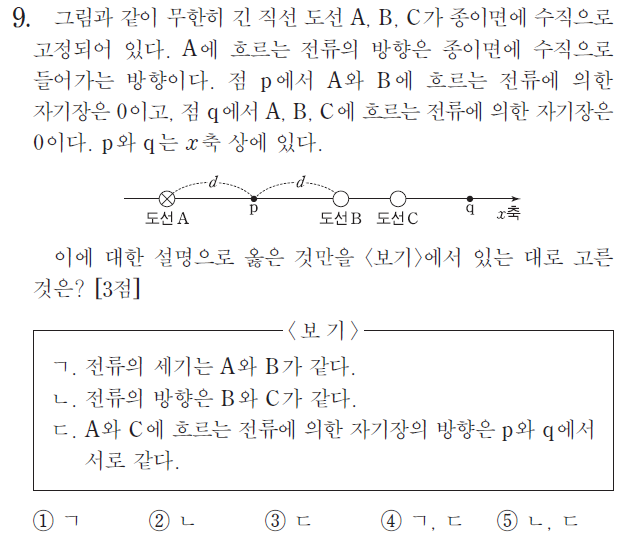 9. 그림과 같이 무한히 긴 직선 도선 A, B, C가 종이면에 수직으로
고정되어 있다. A에 흐르는 전류의 방향은 종이면에 수직으로
들어가는 방향이다. 점 p에서 A와 B에 흐르는 전류에 의한
자기장은 0이고, 점 q에서 A, B, C에 흐르는 전류에 의한 자기장은
0이다. p와 q는 x축 상에 있다.
d d
p q x축
도선 A 도선 B 도선 C
이에 대한 설명으로 옳은 것만을 <보기>에서 있는 대로 고른
것은? [3점]
<보 기>
ㄱ. 전류의 세기는 A와 B가 같다.
ㄴ. 전류의 방향은 B와 C가 같다.
ㄷ. A와 C에 흐르는 전류에 의한 자기장의 방향은 p와 q에서
서로 같다.
① ㄱ ② ㄴ ③ ㄷ ④ ㄱ, ㄷ ⑤ ㄴ, ㄷ